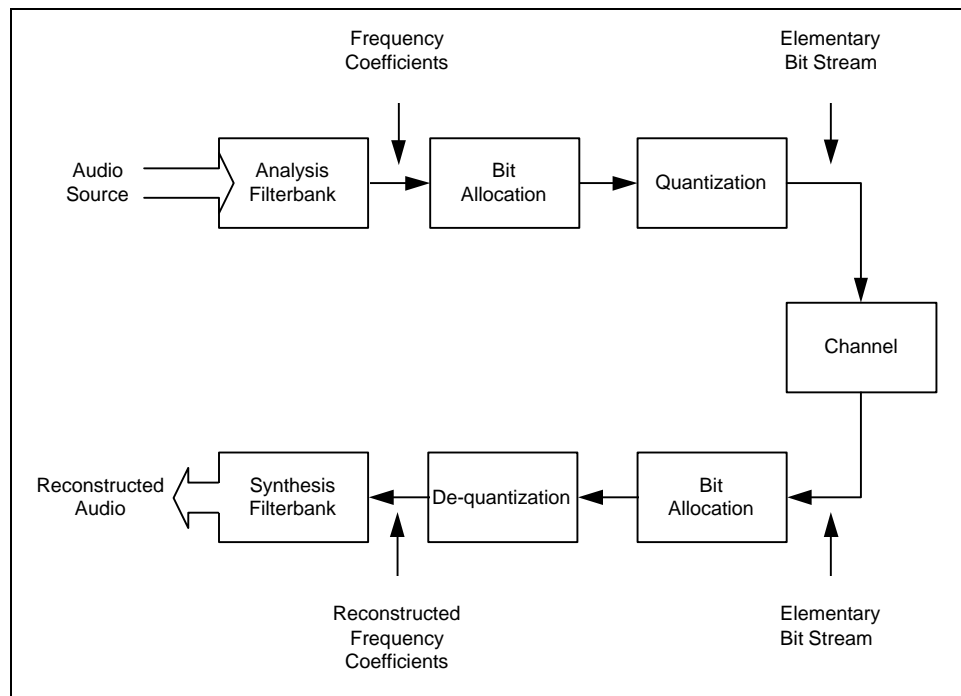 Frequency
Coefficients
Elementary
Bit Stream
Audio
Source
Analysis
Filterbank
Bit
Allocation
Quantization
Channel
Reconstructed
Audio
Synthesis
Filterbank
De-quantization
Bit
Allocation
Reconstructed
Frequency
Coefficients
Elementary
Bit Stream